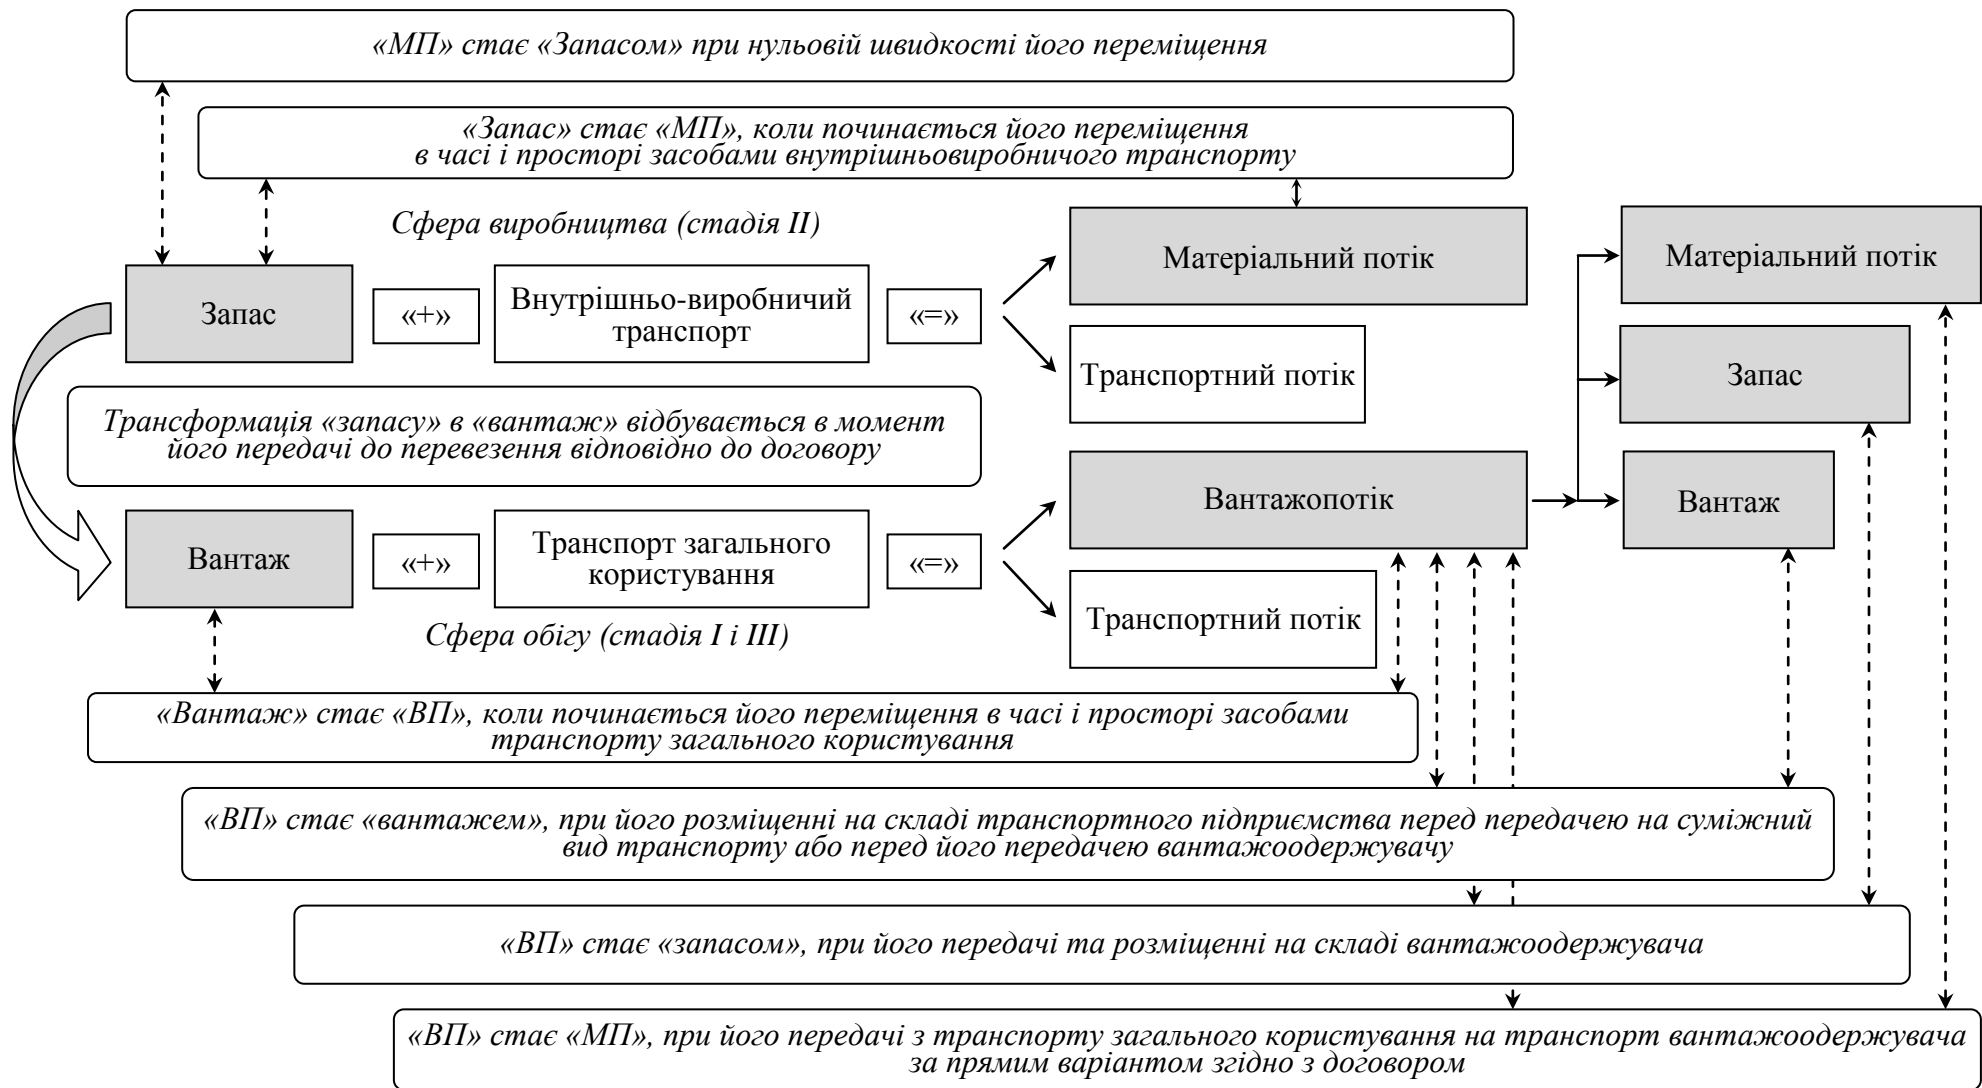 «МП» стає «Запасом» при нульовій швидкості його переміщення
«Запас» стає «МП», коли починається його переміщення
в часі і просторі засобами внутрішньовиробничого транспорту
Сфера виробництва (стадія II)
Запас
«+»
Внутрішньо-виробничий
транспорт
«=»
Матеріальний потік
Транспортний потік
Матеріальний потік
Запас
Вантаж
Трансформація «запасу» в «вантаж» відбувається в момент
його передачі до перевезення відповідно до договору
Вантаж
«+»
Транспорт загального
користування
«=»
Вантажопотік
Транспортний потік
Сфера обігу (стадія I і III)
«Вантаж» стає «ВП», коли починається його переміщення в часі і просторі засобами
транспорту загального користування
«ВП» стає «вантажем», при його розміщенні на складі транспортного підприємства перед передачею на суміжний
вид транспорту або перед його передачею вантажоодержувачу
«ВП» стає «запасом», при його передачі та розміщенні на складі вантажоодержувача
«ВП» стає «МП», при його передачі з транспорту загального користування на транспорт вантажоодержувача
за прямим варіантом згідно з договором